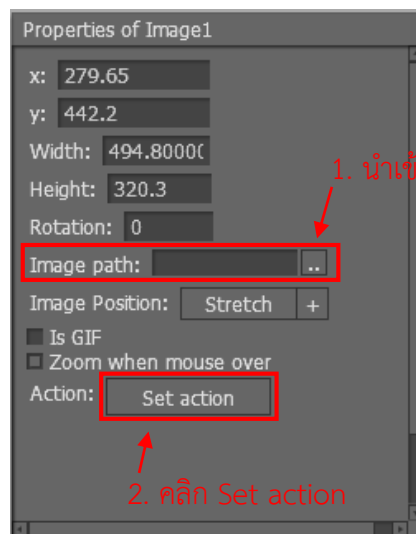 Properties of Image1
x: 279.65
y: 442.2
Width: 494.8000(
Height: 320.3
1. นำเข้
Rotation: 0
Image path: ..
Image Position: Stretch +
Is GIF
Zoom when mouse over
Action: Set action
2. คลิก Set action